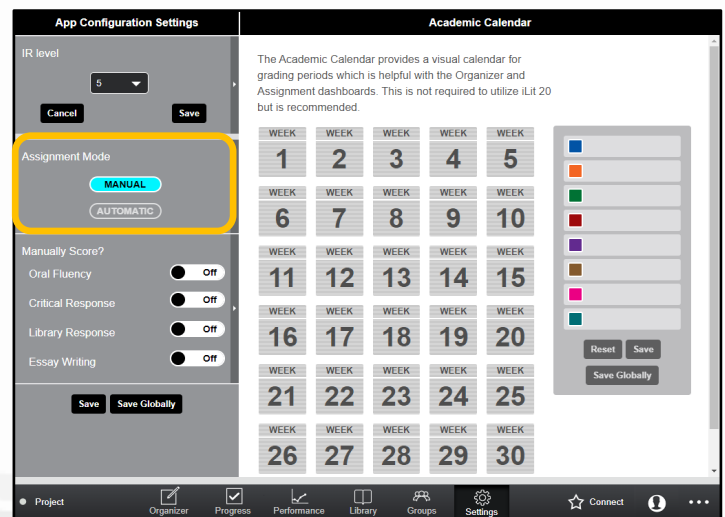 App Configuration Settings
Academic Calendar
IR level
5
Cancel
Save
Assignment Mode
MANUAL
AUTOMATIC
Manually Score?
Oral Fluency
Off
Critical Response
Off
Library Response
Off
Essay Writing
Off
Save
Save Globally
The Academic Calendar provides a visual calendar for
grading periods which is helpful with the Organizer and
Assignment dashboards. This is not required to utilize iLit 20
but is recommended.
WEEK WEEK WEEK WEEK WEEK
1 2 3 4 5
WEEK WEEK WEEK WEEK WEEK
6 7 8 9 10
WEEK WEEK WEEK WEEK WEEK
11 12 13 14 15
WEEK WEEK WEEK WEEK WEEK
16 17 18 19 20
WEEK WEEK WEEK WEEK WEEK
21 22 23 24 25
WEEK WEEK WEEK WEEK WEEK
26 27 28 29 30
Reset Save
Save Globally
Project
Organizer
Progress
Performance
Library
Groups
Settings
Connect